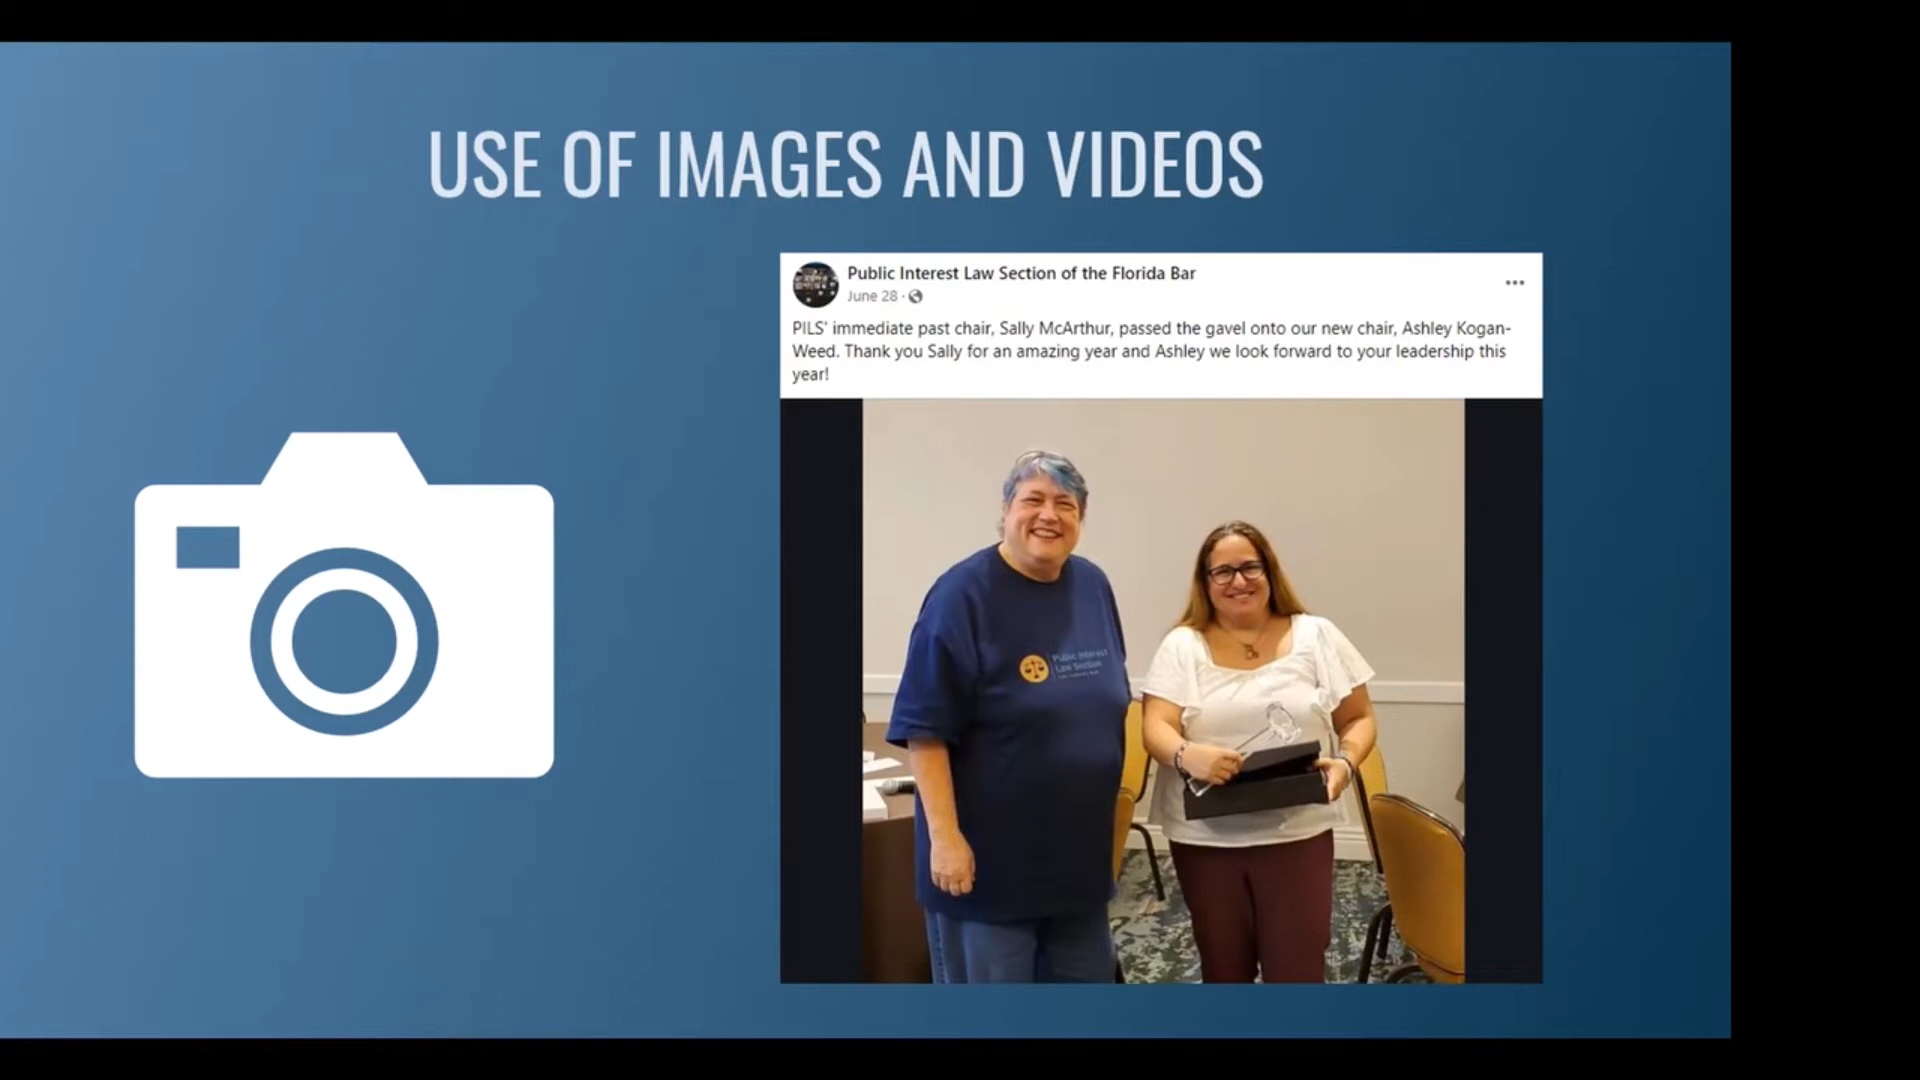 USE OF IMAGES AND VIDEOS
Public Interest Law Section of the Florida Bar
June 28 ·
PILS' immediate past chair, Sally McArthur, passed the gavel onto our new chair, Ashley Kogan-
Weed. Thank you Sally for an amazing year and Ashley we look forward to your leadership this
year!
Public Interest
Law Section